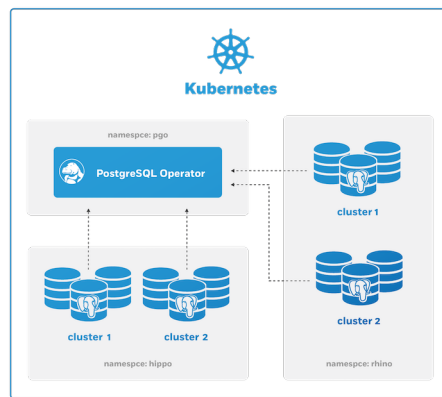 Kubernetes
namespce: pgo
PostgreSQL Operator
cluster 1
cluster 2
namespce: rhino
cluster 1
cluster 2
namespce: hippo